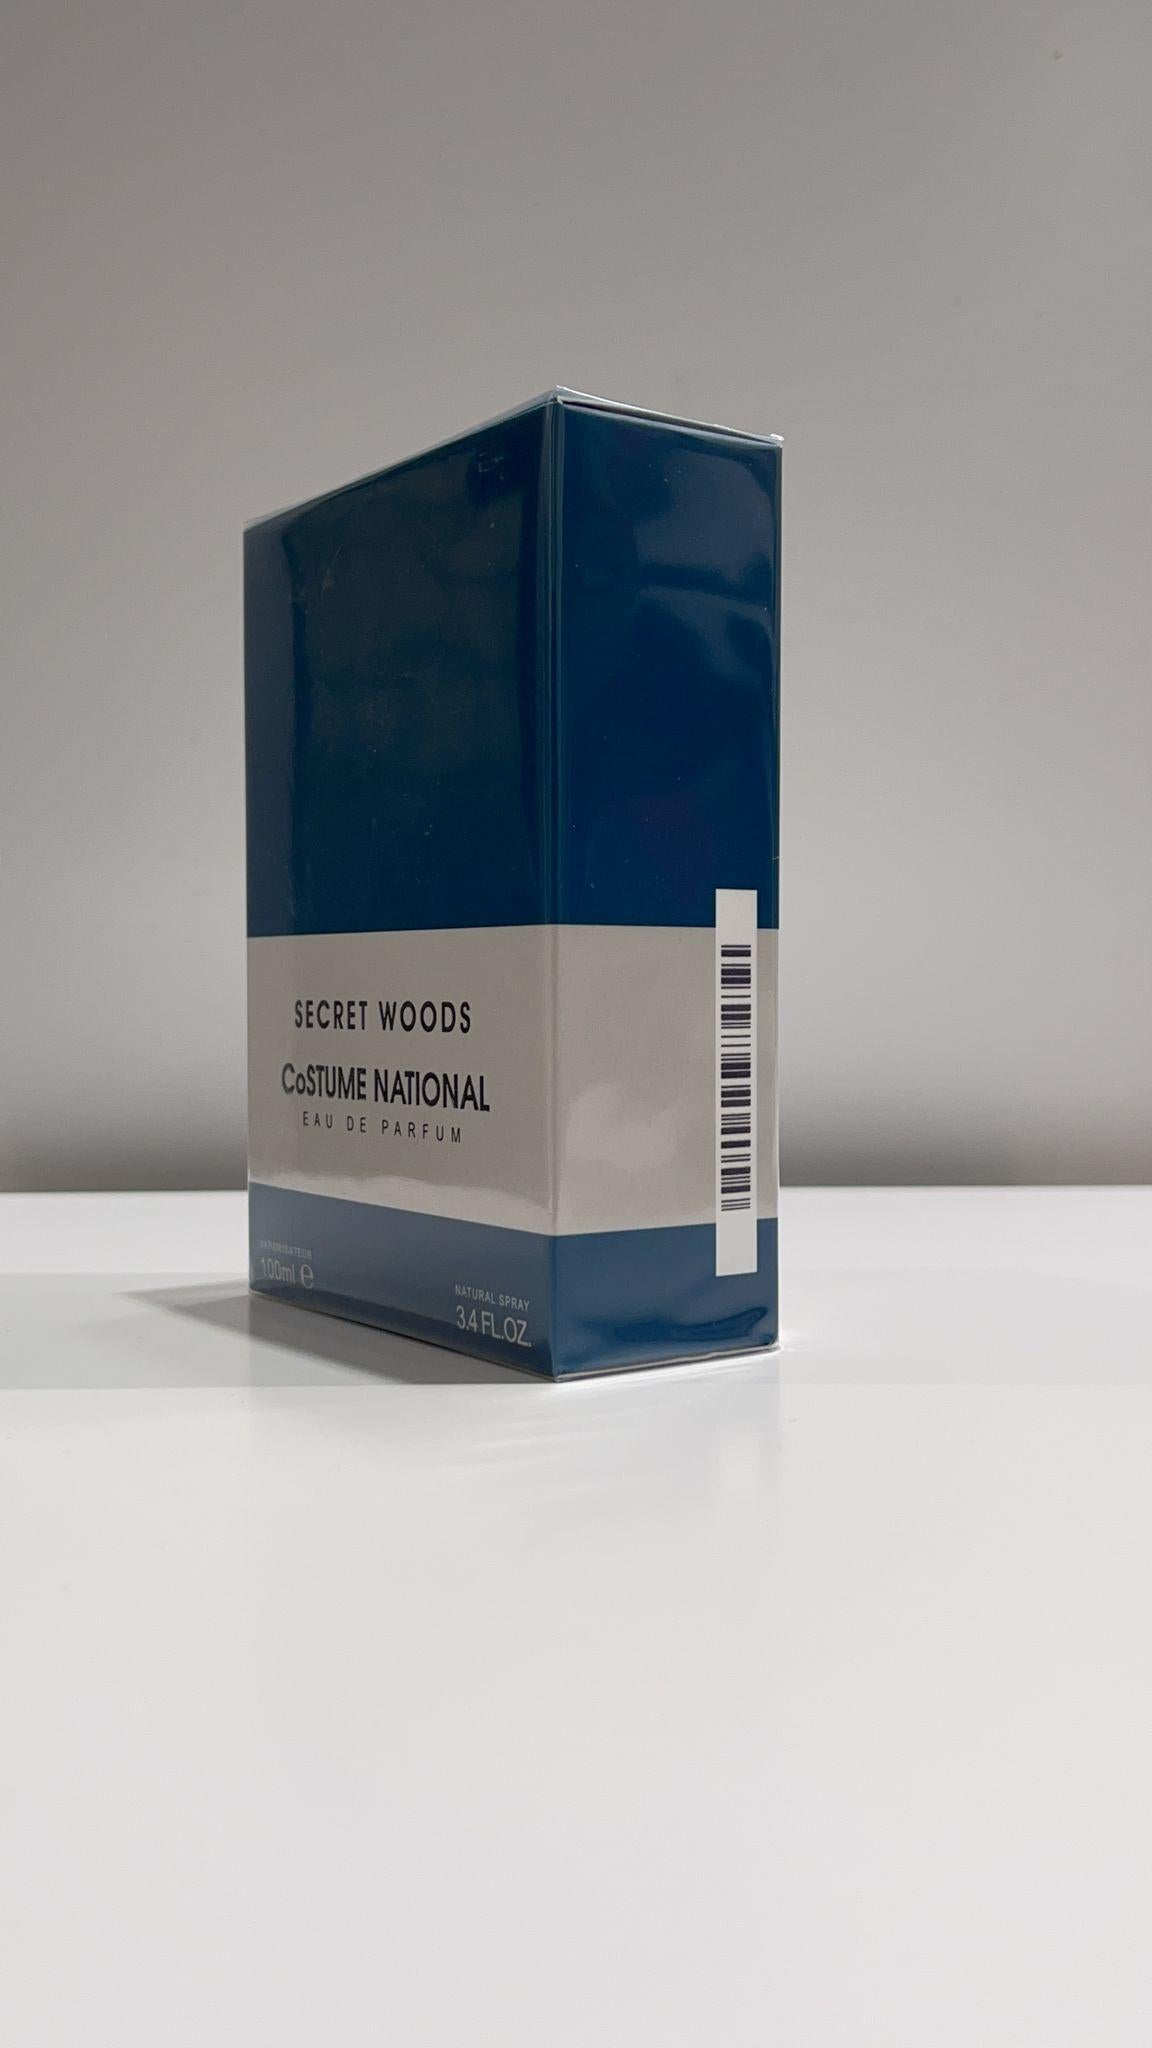 SECRET WOODS
CoSTUME NATIONAL
EAU DE PARFUM
VAPORISATEUR
100ml e
NATURAL SPRAY
3.4 FL.OZ.